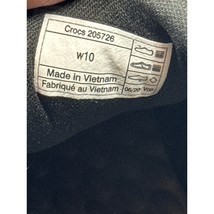 Crocs 205726
w10
Made in Vietnam
Fabriqué au Vietnam